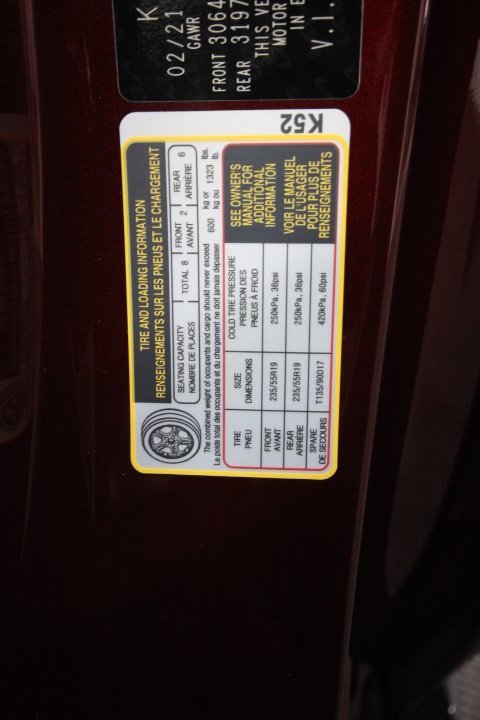 K
02/21
GAWR
FRONT 3064
REAR 3197
THIS VE
MOTOR
IN E
V.I.
K52
TIRE AND LOADING INFORMATION
RENSEIGNEMENTS SUR LES PNEUS ET LE CHARGEMENT
SEATING CAPACITY TOTAL 8 FRONT 2 REAR 6
NOMBRE DE PLACES AVANT ARRIÈRE
The combined weight of occupants and cargo should never exceed 600 kg or 1323 lbs.
Le poids total des occupants et du chargement ne doit jamais dépasser kg ou lb.
TIRE SIZE COLD TIRE PRESSURE
PNEU DIMENSIONS PRESSION DES
PNEUS À FROID
FRONT 235/55R19 250kPa, 36psi
AVANT
REAR 235/55R19 250kPa, 36psi
ARRIÈRE
SPARE T135/90D17 420kPa, 60psi
DE SECOURS
SEE OWNER'S
MANUAL FOR
ADDITIONAL
INFORMATION
VOIR LE MANUEL
DE L'USAGER
POUR PLUS DE
RENSEIGNEMENTS